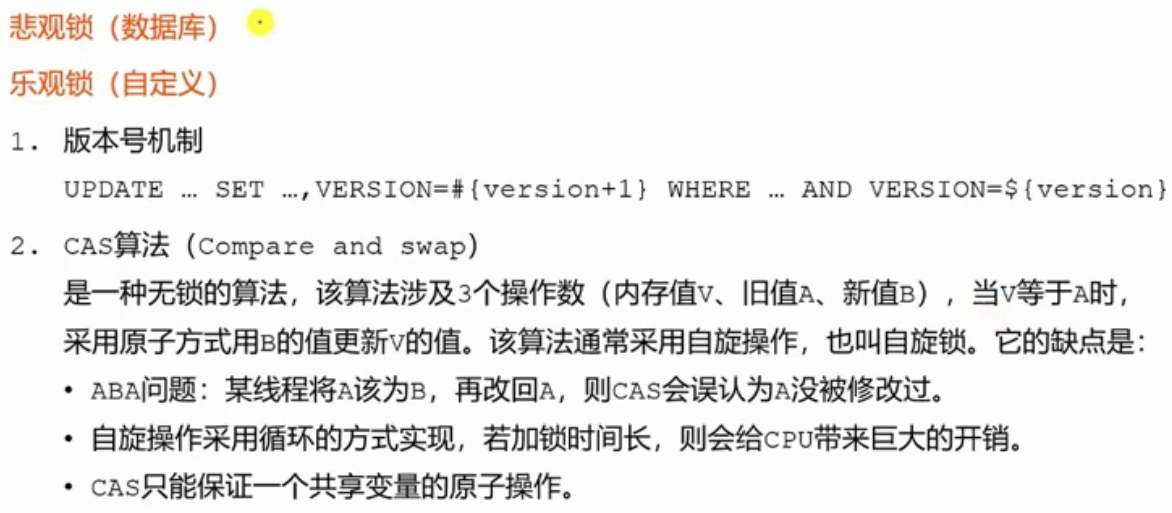 悲观锁（数据库）
乐观锁（自定义）
1. 版本号机制
UPDATE … SET …,VERSION=#{version+1} WHERE … AND VERSION=${version}
2. CAS算法（Compare and swap）
是一种无锁的算法，该算法涉及3个操作数（内存值V、旧值A、新值B），当V等于A时，
采用原子方式用B的值更新V的值。该算法通常采用自旋操作，也叫自旋锁。它的缺点是：
• ABA问题：某线程将A该为B，再改回A，则CAS会误认为A没被修改过。
• 自旋操作采用循环的方式实现，若加锁时间长，则会给CPU带来巨大的开销。
• CAS只能保证一个共享变量的原子操作。